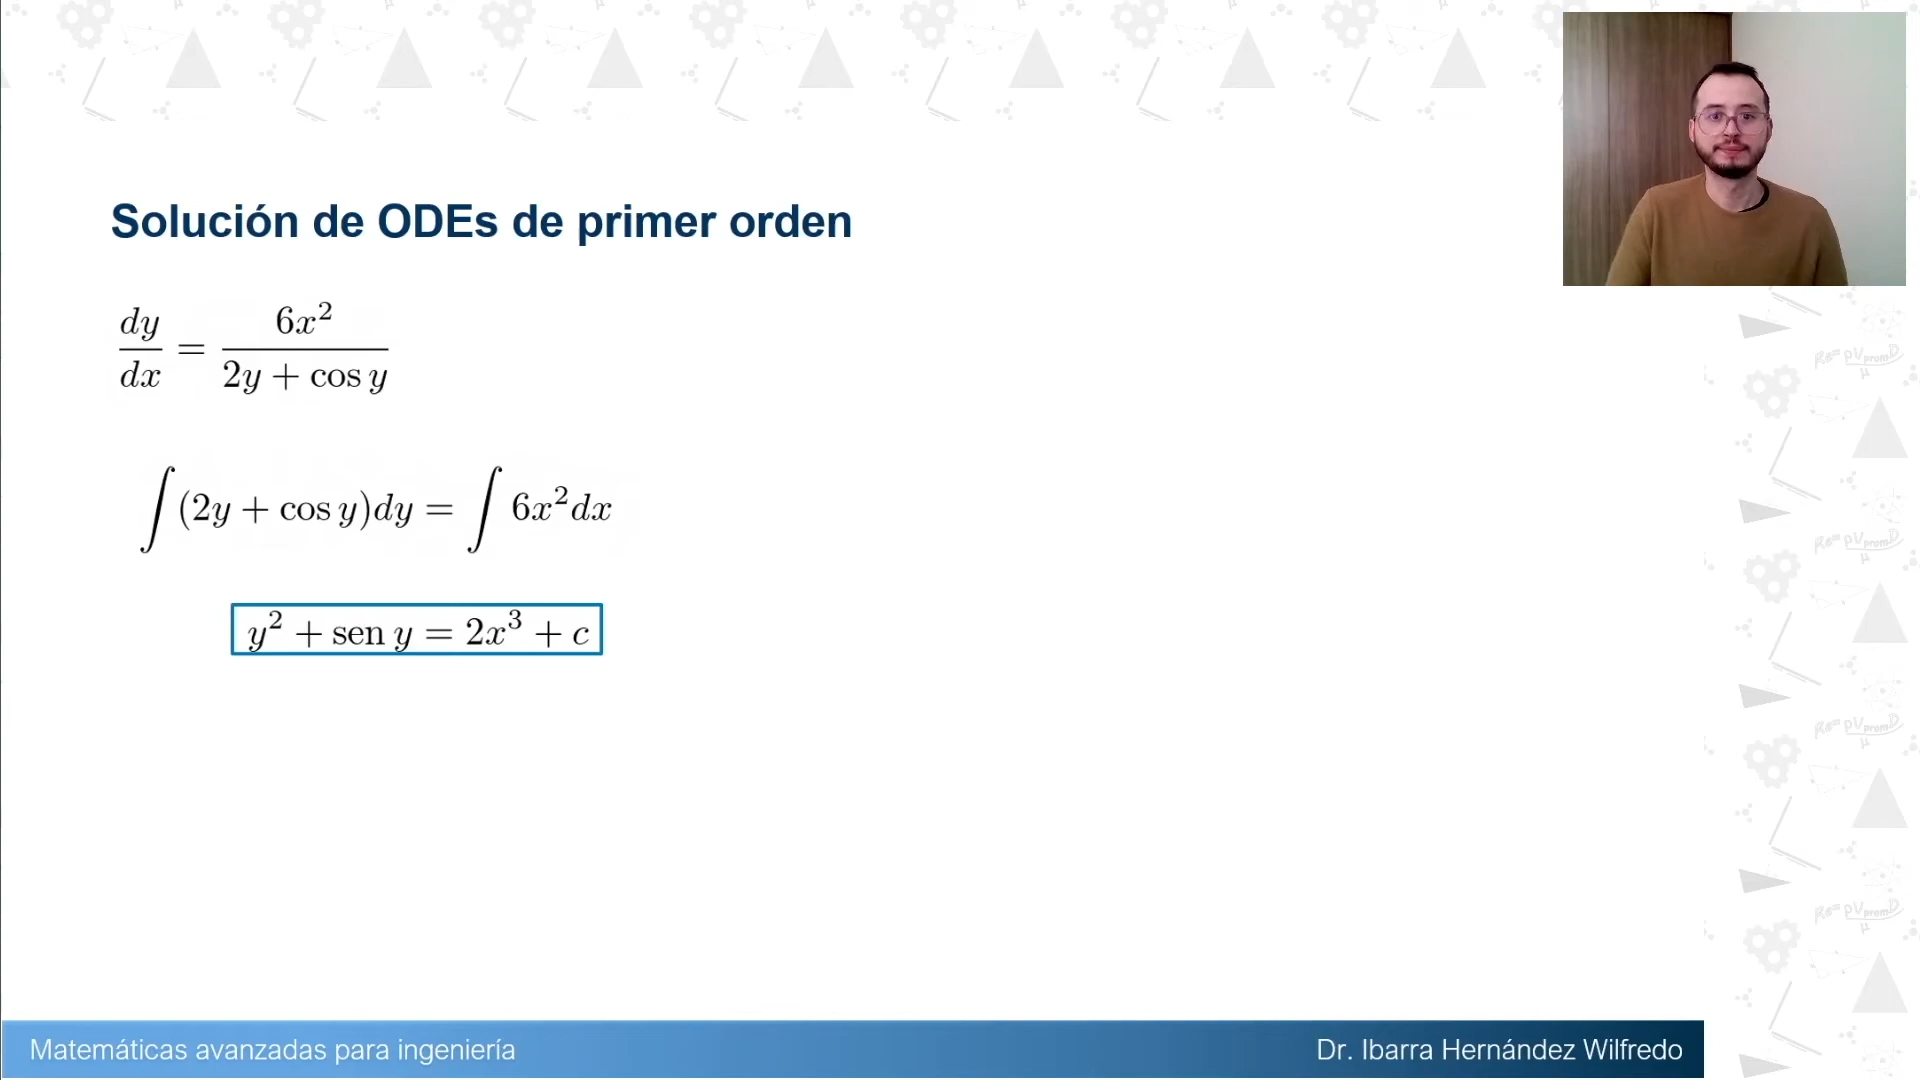 Solución de ODEs de primer orden
dy/dx = 6x²/(2y + cos y)
∫(2y + cos y)dy = ∫ 6x²dx
y² + sen y = 2x³ + c
Matemáticas avanzadas para ingeniería
Dr. Ibarra Hernández Wilfredo